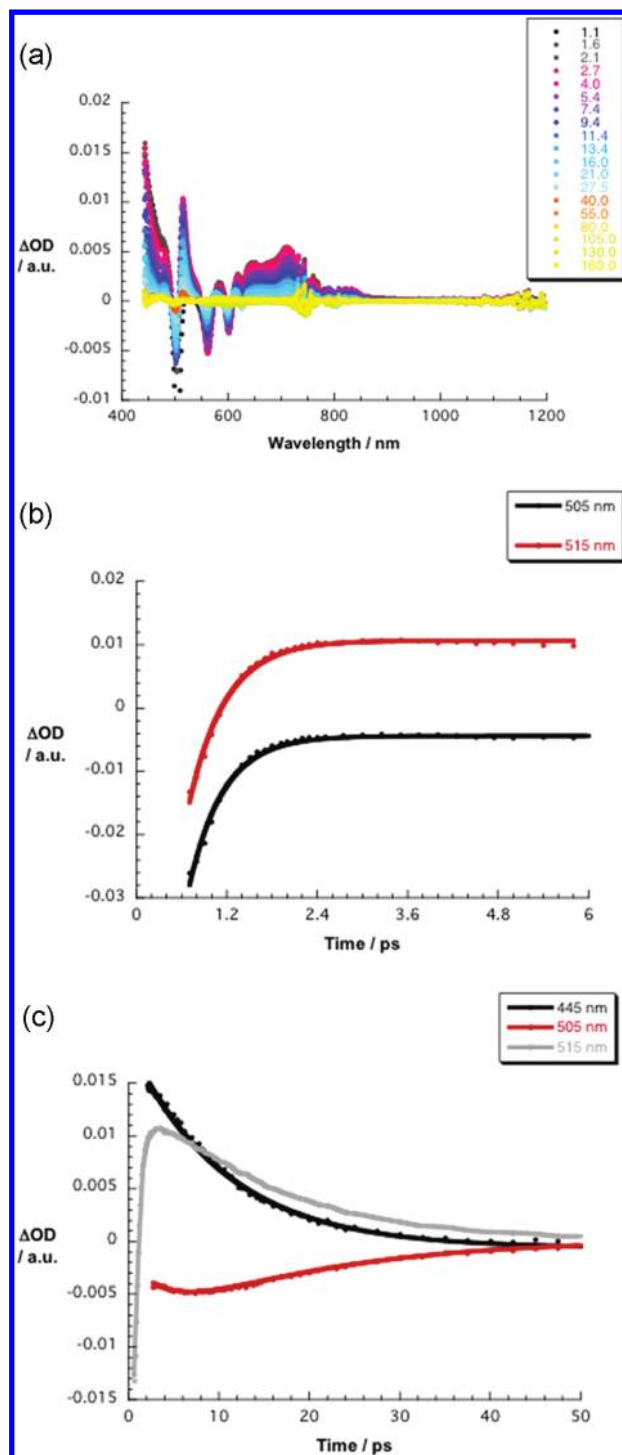 (a)
1.1
1.6
2.1
2.7
4.0
5.4
7.4
9.4
11.4
13.4
16.0
21.0
27.5
40.0
55.0
80.0
105.0
130.0
160.0
0.02
0.015
0.01
0.005
0
-0.005
-0.01
ΔOD
/ a.u.
400 600 800 1000 1200
Wavelength / nm
(b)
505 nm
515 nm
0.02
0.01
0
-0.01
-0.02
-0.03
ΔOD
/ a.u.
0 1.2 2.4 3.6 4.8 6
Time / ps
(c)
445 nm
505 nm
515 nm
0.015
0.01
0.005
0
-0.005
-0.01
-0.015
ΔOD
/ a.u.
0 10 20 30 40 50
Time / ps